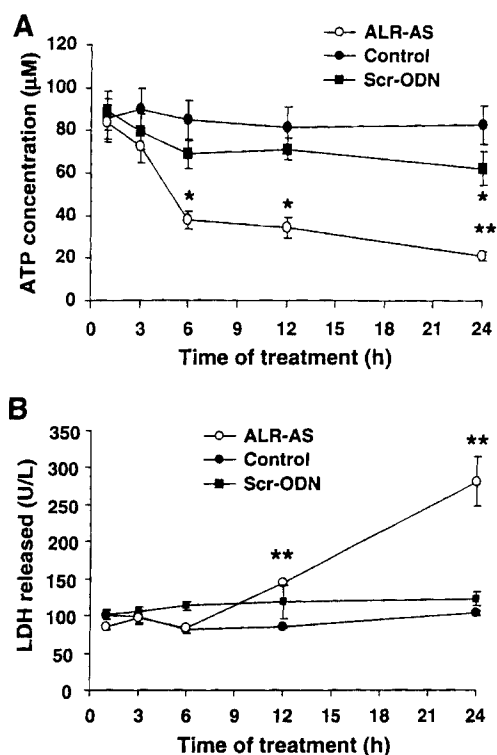 A
ALR-AS
Control
Scr-ODN
ATP concentration (µM)
120
100
80
60
40
20
0
* * * **
0 3 6 9 12 15 18 21 24
Time of treatment (h)
B
ALR-AS
Control
Scr-ODN
LDH released (U/L)
350
300
250
200
150
100
50
0
** **
0 3 6 9 12 15 18 21 24
Time of treatment (h)